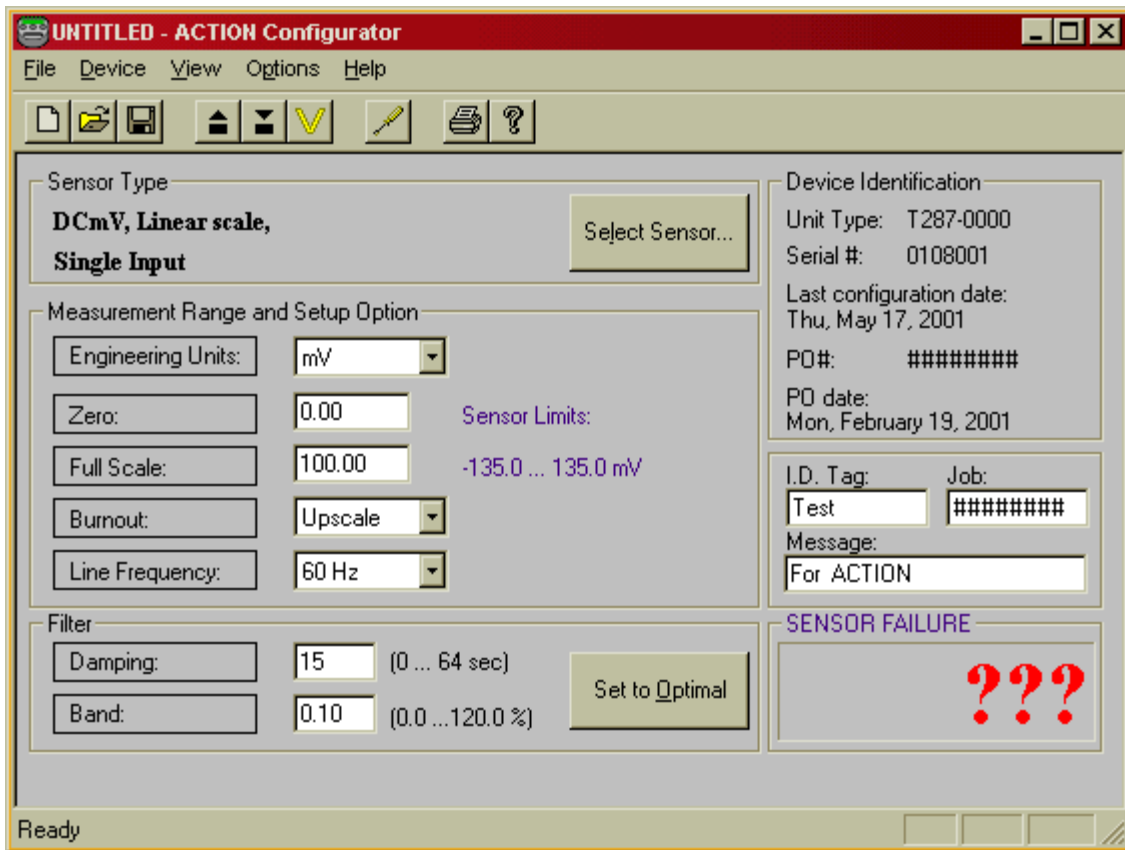 UNTITLED - ACTION Configurator
File Device View Options Help
Sensor Type
DCmV, Linear scale,
Single Input
Select Sensor...
Measurement Range and Setup Option
Engineering Units: mV
Zero: 0.00 Sensor Limits:
Full Scale: 100.00 -135.0 ... 135.0 mV
Burnout: Upscale
Line Frequency: 60 Hz
Filter
Damping: 15 (0 ... 64 sec)
Band: 0.10 (0.0 ...120.0 %)
Set to Optimal
Device Identification
Unit Type: T287-0000
Serial #: 0108001
Last configuration date:
Thu, May 17, 2001
PO#: ########
PO date:
Mon, February 19, 2001
I.D. Tag: Job:
Test ########
Message:
For ACTION
SENSOR FAILURE
???
Ready